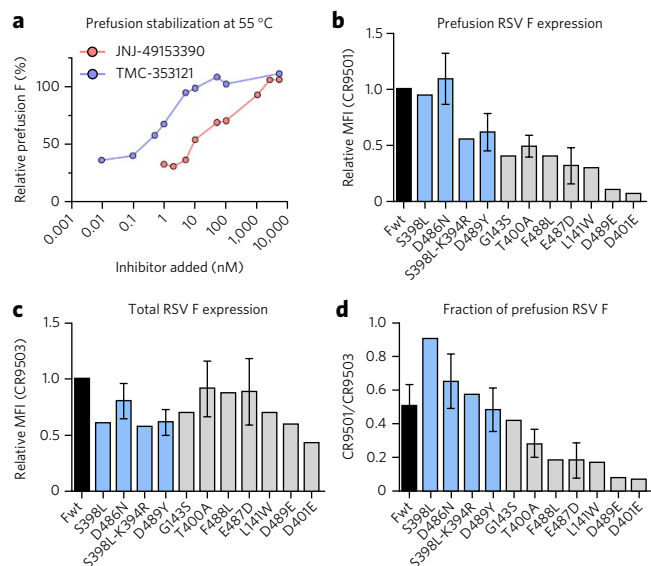 a
Prefusion stabilization at 55 °C
JNJ-49153390
TMC-353121
Relative prefusion F (%)
100
50
0
0.001
0.01
0.1
1
10
100
1,000
10,000
Inhibitor added (nM)
b
Prefusion RSV F expression
Relative MFI (CR9501)
1.5
1.0
0.5
0
Fwt
S398L
D486N
S398L-K394R
D489Y
G143S
T400A
F488L
E487D
L141W
D489E
D401E
c
Total RSV F expression
Relative MFI (CR9503)
1.5
1.0
0.5
0
Fwt
S398L
D486N
S398L-K394R
D489Y
G143S
T400A
F488L
E487D
L141W
D489E
D401E
d
Fraction of prefusion RSV F
CR9501/CR9503
1.0
0.8
0.6
0.4
0.2
0
Fwt
S398L
D486N
S398L-K394R
D489Y
G143S
T400A
F488L
E487D
L141W
D489E
D401E